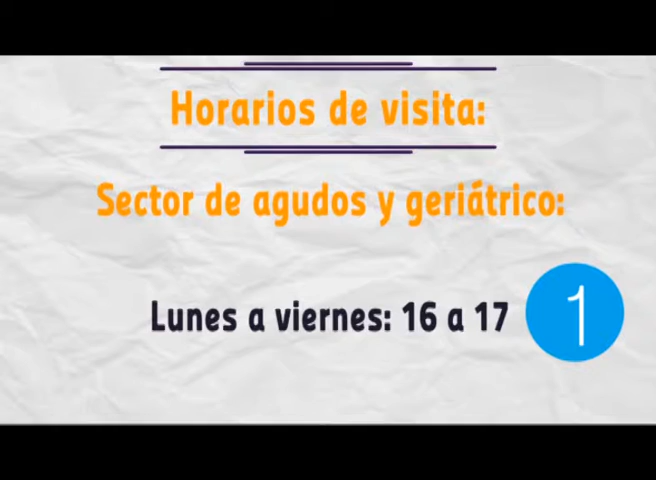 Horarios de visita:
Sector de agudos y geriátrico:
Lunes a viernes: 16 a 17
1